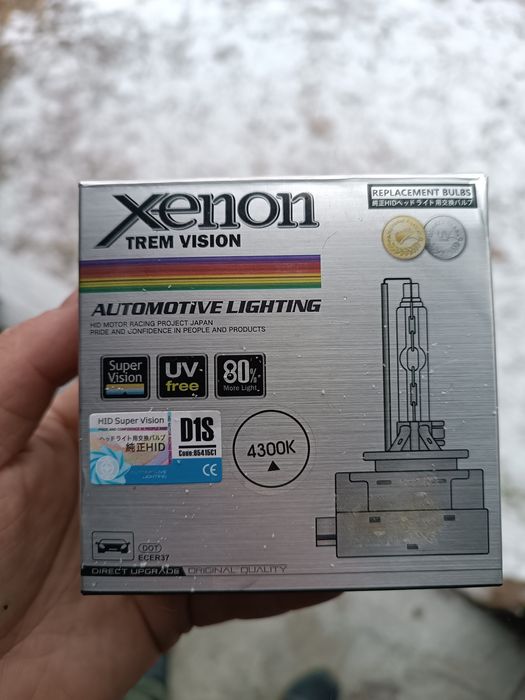 xenon
TREM VISION
REPLACEMENT BULBS
純正HIDヘッドライト用交換バルブ
AUTOMOTiVE LIGHTING
HID MOTOR RACING PROJECT JAPAN
PRIDE AND CONFIDENCE IN PEOPLE AND PRODUCTS
Super
Vision
UV
free
80%
More Light
HID Super Vision
ヘッドライト用交換バルブ
純正HID
LIGHTING
D1S
Code:85415C1
CE
4300K
DOT
ECER37
DIRECT UPGRADE ORIGINAL QUALITY